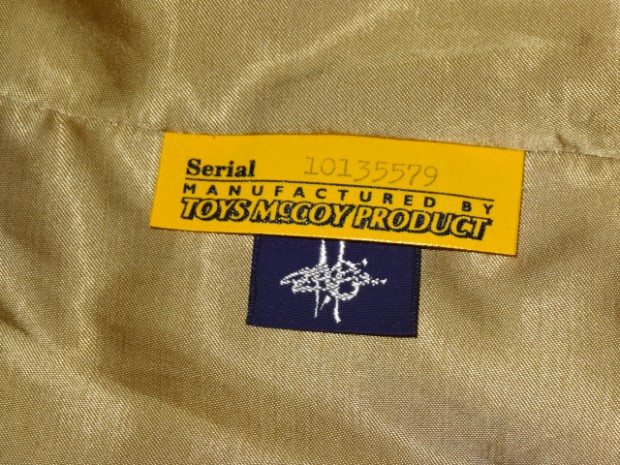 Serial 10135579
MANUFACTURED BY
TOYS McCOY PRODUCT